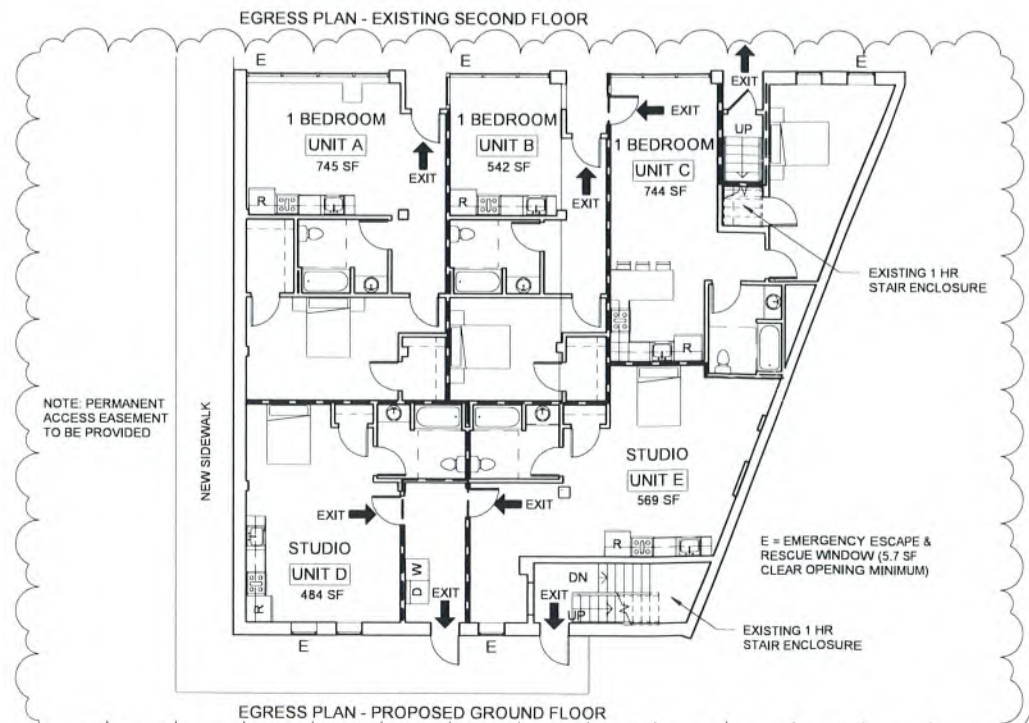 EGRESS PLAN - EXISTING SECOND FLOOR
E
E
E
EXIT
1 BEDROOM
UNIT A
745 SF
EXIT
1 BEDROOM
UNIT B
542 SF
EXIT
EXIT
1 BEDROOM
UNIT C
744 SF
UP
R
R
EXISTING 1 HR
STAIR ENCLOSURE
R
NOTE: PERMANENT
ACCESS EASEMENT
TO BE PROVIDED
NEW SIDEWALK
EXIT
STUDIO
UNIT D
484 SF
R
EXIT
STUDIO
UNIT E
569 SF
R
E = EMERGENCY ESCAPE &
RESCUE WINDOW (5.7 SF
CLEAR OPENING MINIMUM)
D W
EXIT
EXIT
DN
UP
EXISTING 1 HR
STAIR ENCLOSURE
E
E
EGRESS PLAN - PROPOSED GROUND FLOOR